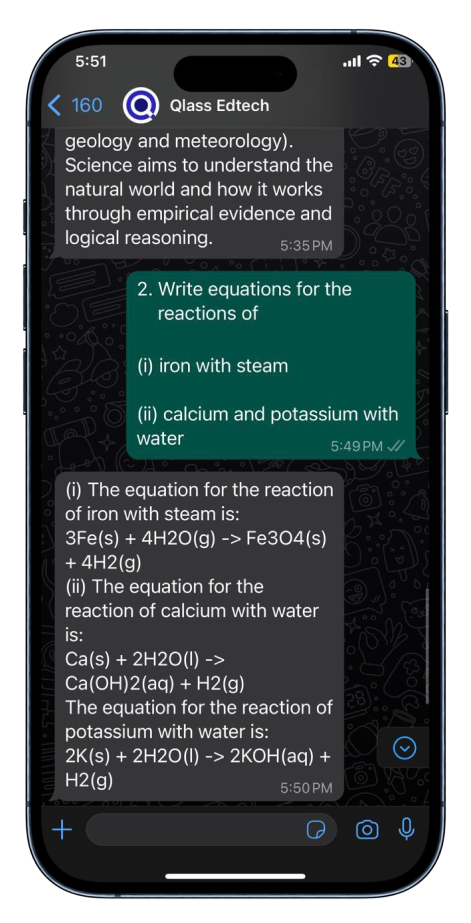 5:51
43
160
Qlass Edtech
geology and meteorology).
Science aims to understand the
natural world and how it works
through empirical evidence and
logical reasoning.
5:35 PM
2. Write equations for the
reactions of
(i) iron with steam
(ii) calcium and potassium with
water
5:49 PM
(i) The equation for the reaction
of iron with steam is:
3Fe(s) + 4H2O(g) -> Fe3O4(s)
+ 4H2(g)
(ii) The equation for the
reaction of calcium with water
is:
Ca(s) + 2H2O(l) ->
Ca(OH)2(aq) + H2(g)
The equation for the reaction of
potassium with water is:
2K(s) + 2H2O(l) -> 2KOH(aq) +
H2(g)
5:50 PM